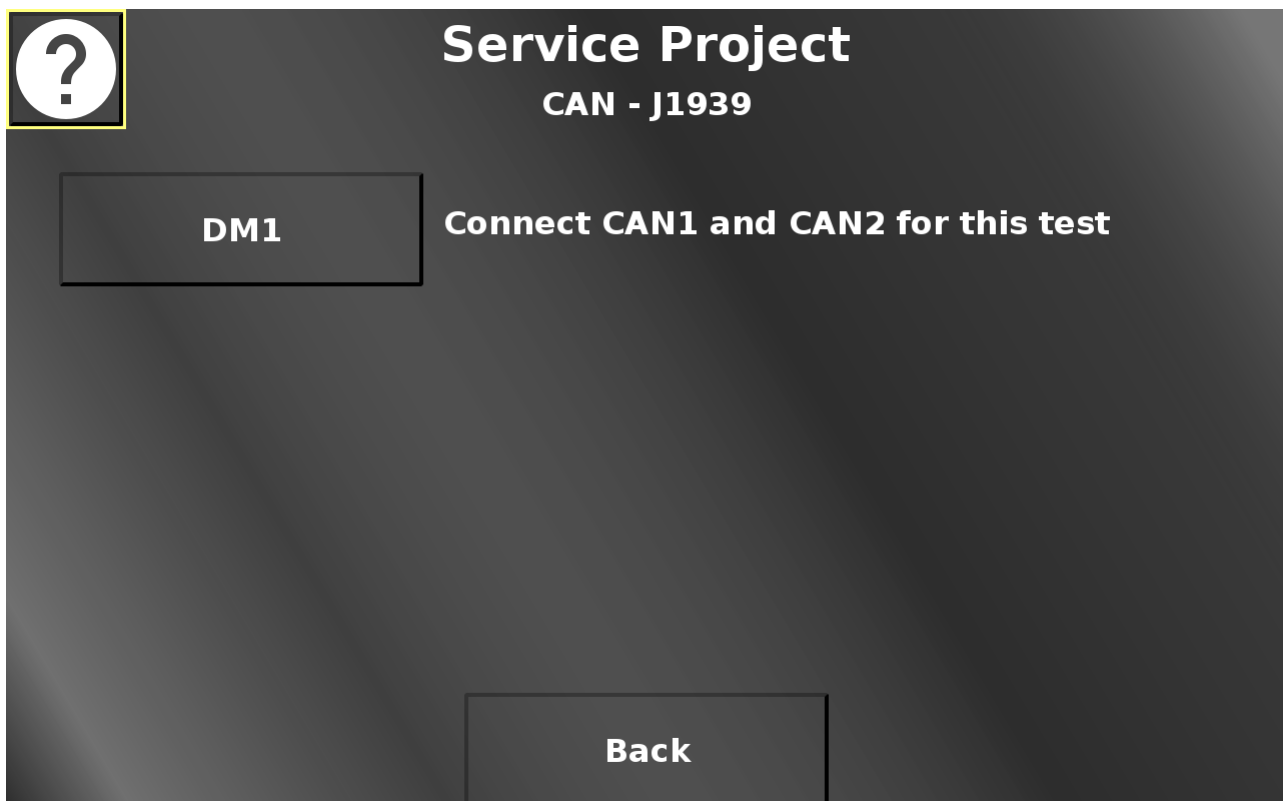 ?
Service Project
CAN - J1939
DM1
Connect CAN1 and CAN2 for this test
Back